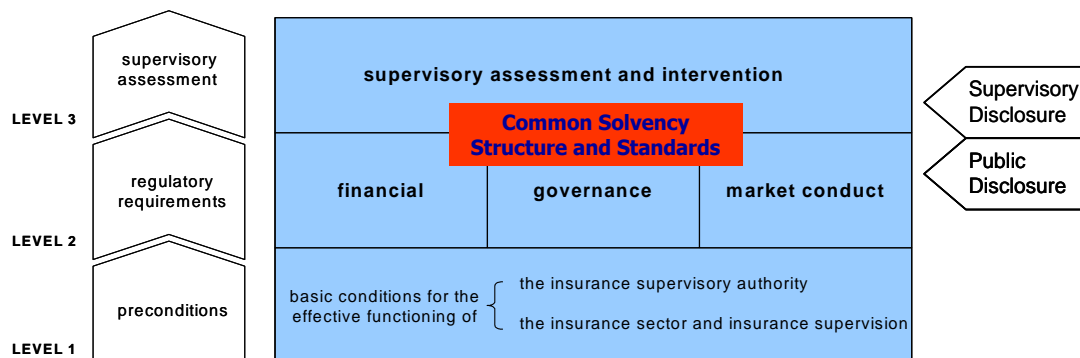 supervisory
assessment
LEVEL 3
regulatory
requirements
LEVEL 2
preconditions
LEVEL 1
supervisory assessment and intervention
Common Solvency
Structure and Standards
financial
governance
market conduct
basic conditions for the
effective functioning of
the insurance supervisory authority
the insurance sector and insurance supervision
Supervisory
Disclosure
Public
Disclosure